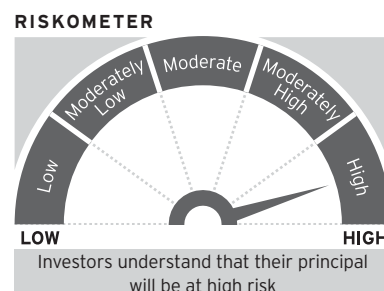 RISKOMETER
Low
Moderately
Low
Moderate
Moderately
High
High
LOW
HIGH
Investors understand that their principal
will be at high risk